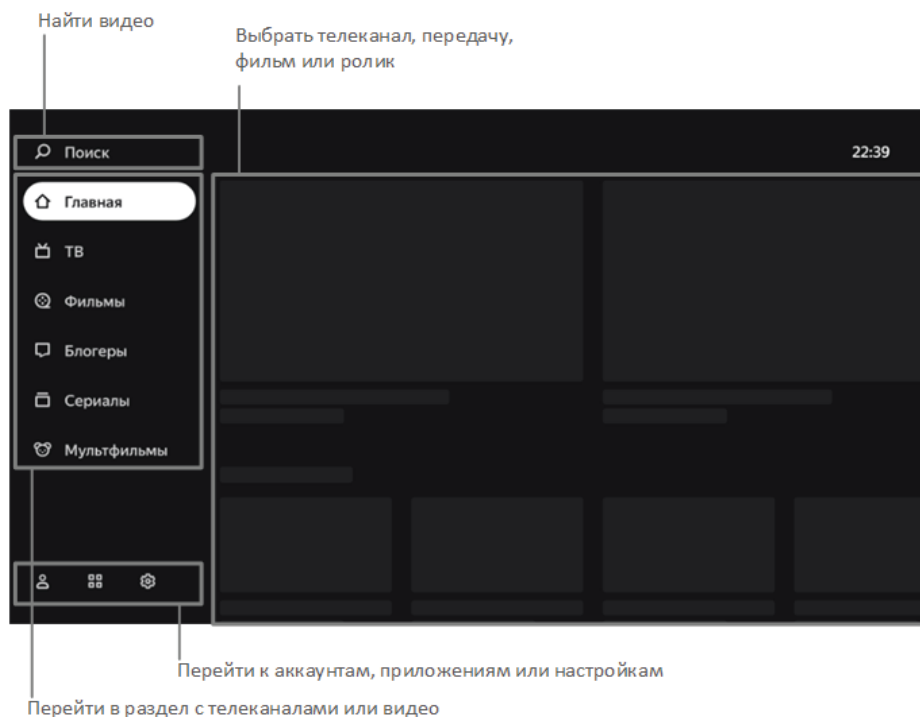 Найти видео
Выбрать телеканал, передачу,
фильм или ролик
Поиск
22:39
Главная
ТВ
Фильмы
Блогеры
Сериалы
Мультфильмы
Перейти к аккаунтам, приложениям или настройкам
Перейти в раздел с телеканалами или видео